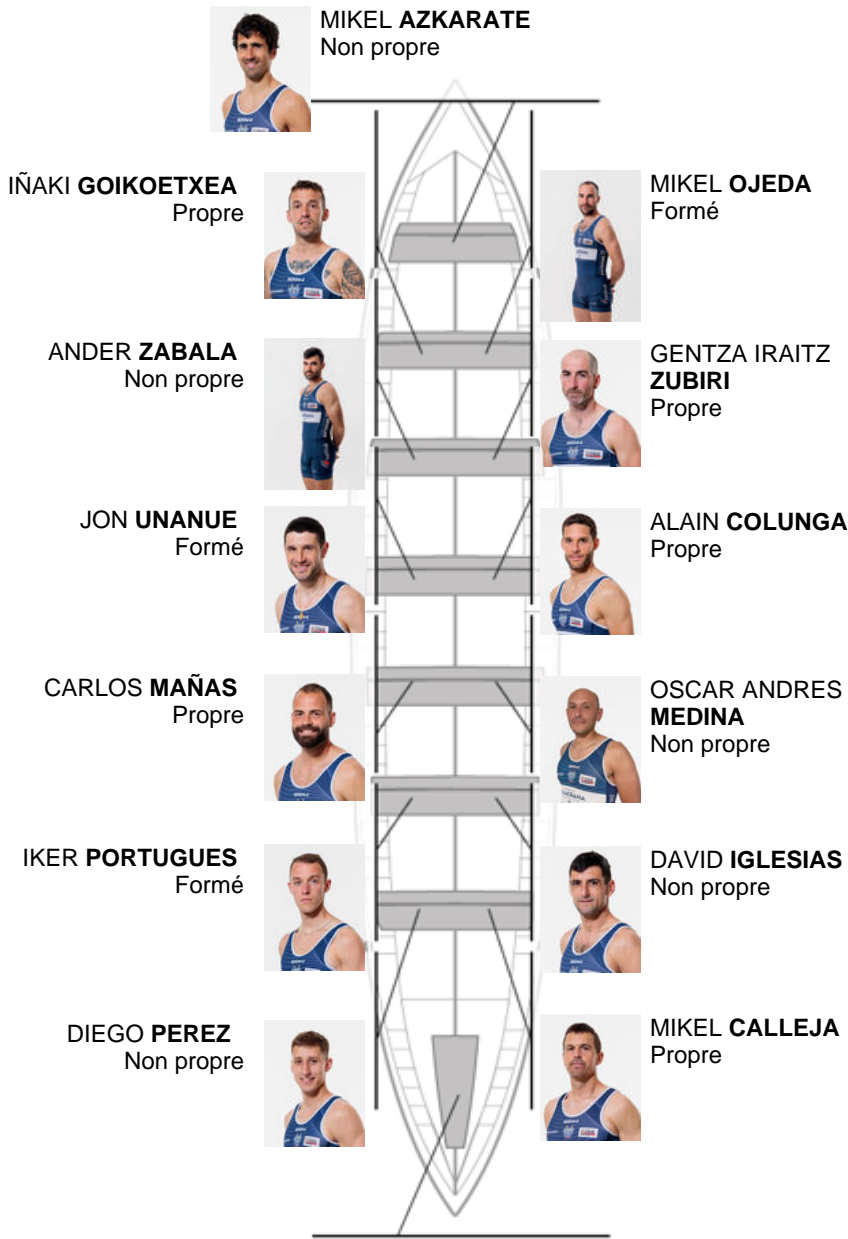 MIKEL AZKARATE
Non propre
IÑAKI GOIKOETXEA
Propre
MIKEL OJEDA
Formé
ANDER ZABALA
Non propre
GENTZA IRAITZ
ZUBIRI
Propre
JON UNANUE
Formé
ALAIN COLUNGA
Propre
CARLOS MAÑAS
Propre
OSCAR ANDRES
MEDINA
Non propre
IKER PORTUGUES
Formé
DAVID IGLESIAS
Non propre
DIEGO PEREZ
Non propre
MIKEL CALLEJA
Propre